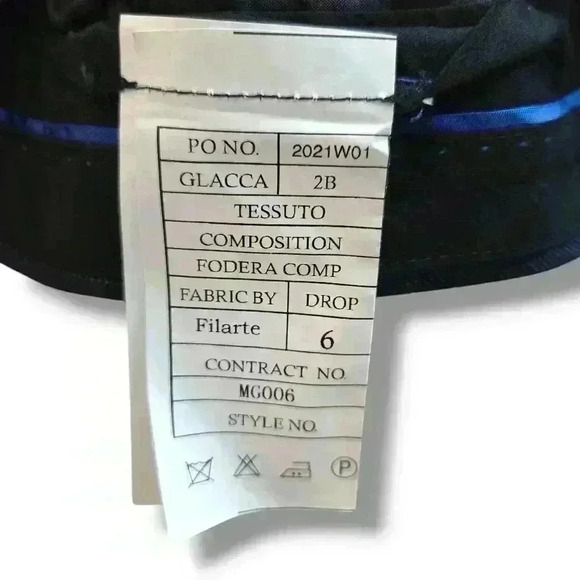 PO NO. 2021W01
GLACCA 2B
TESSUTO
COMPOSITION
FODERA COMP
FABRIC BY DROP
Filarte 6
CONTRACT NO
MG006
STYLE NO.
P